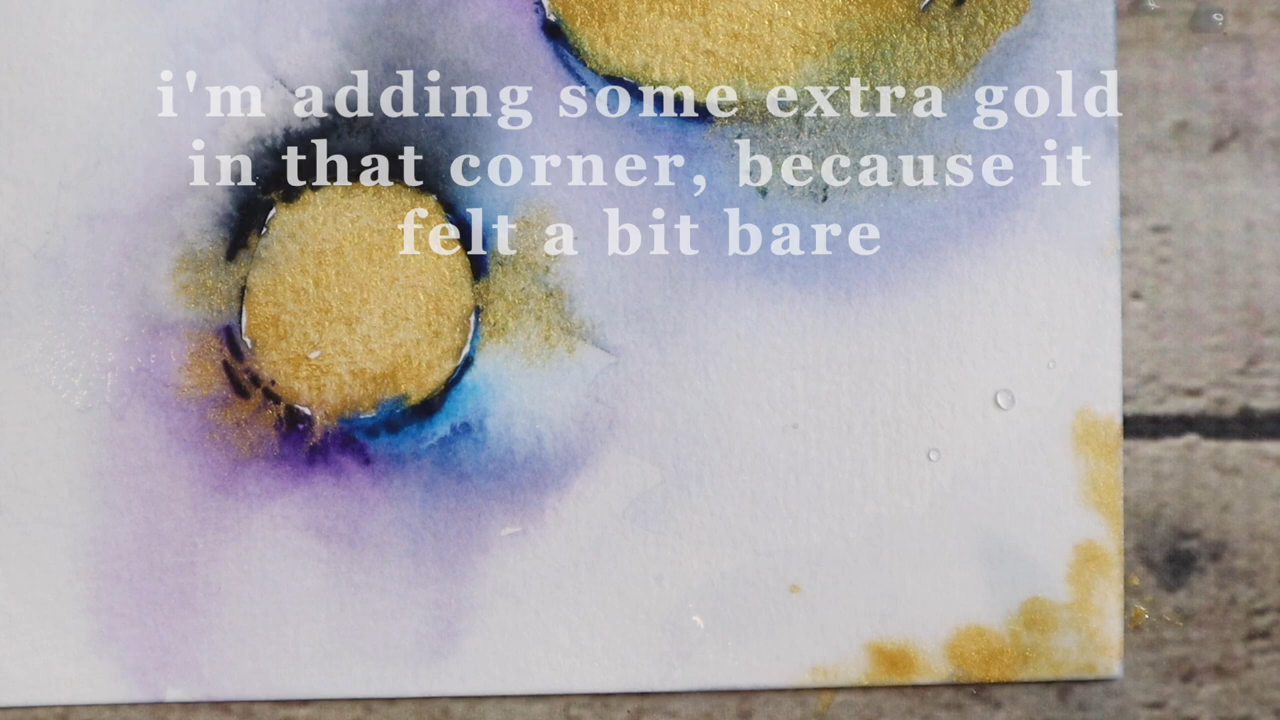 i'm adding some extra gold
in that corner, because it
felt a bit bare